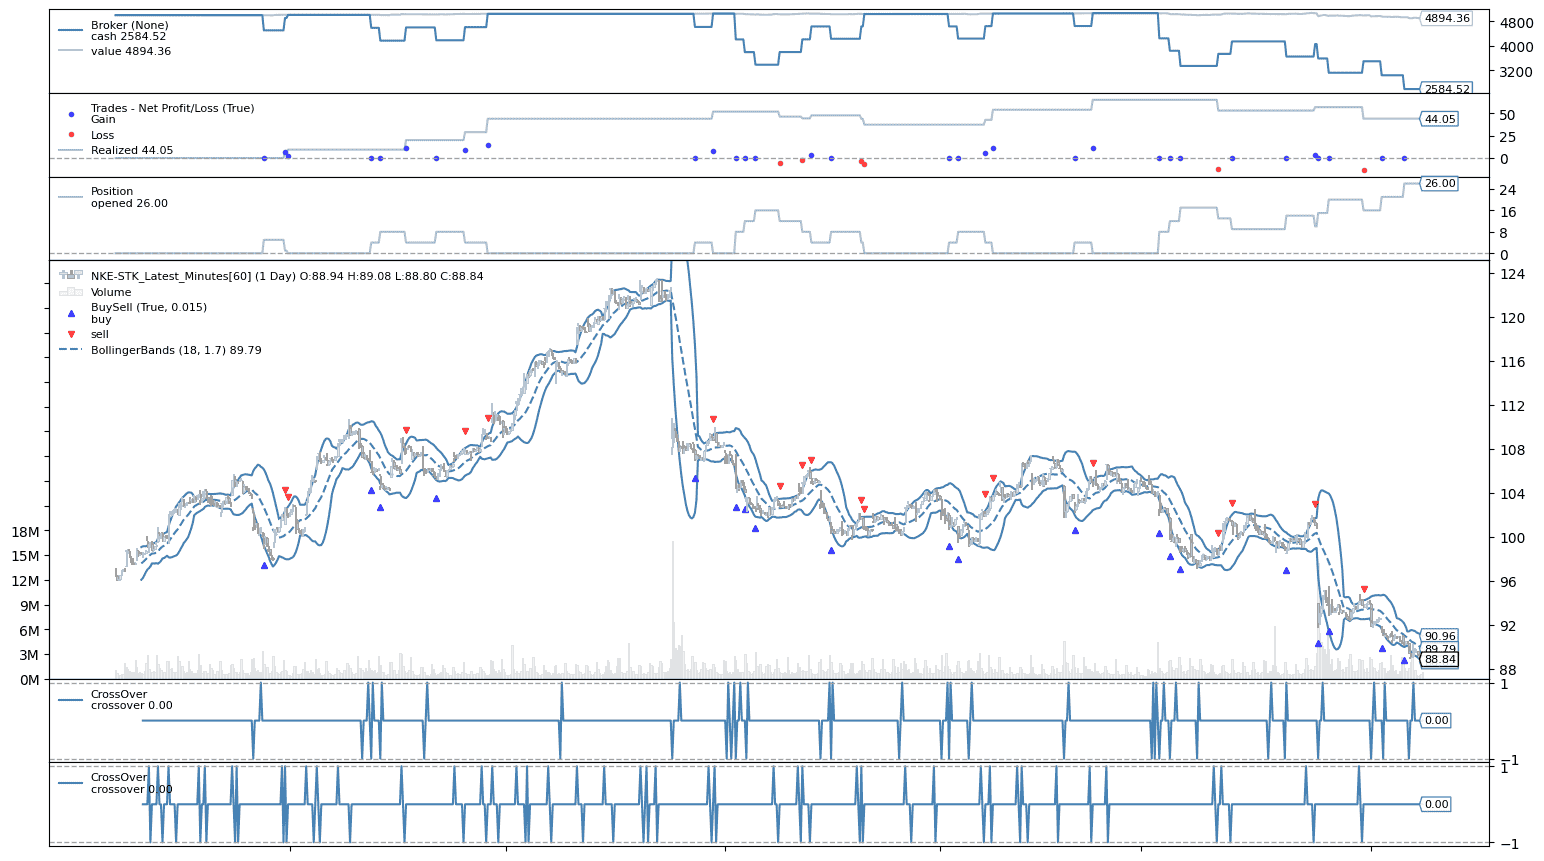 Broker (None)
cash 2584.52
value 4894.36
4894.36
4800
4000
3200
2584.52
Trades - Net Profit/Loss (True)
Gain
Loss
Realized 44.05
50
44.05
25
0
Position
opened 26.00
26.00
24
16
8
0
NKE-STK_Latest_Minutes[60] (1 Day) O:88.94 H:89.08 L:88.80 C:88.84
Volume
BuySell (True, 0.015)
buy
sell
BollingerBands (18, 1.7) 89.79
124
120
116
112
108
104
100
96
92
88
18M
15M
12M
9M
6M
3M
0M
90.96
89.79
88.84
CrossOver
crossover 0.00
1
0.00
−1
CrossOver
crossover 0.00
1
0.00
−1